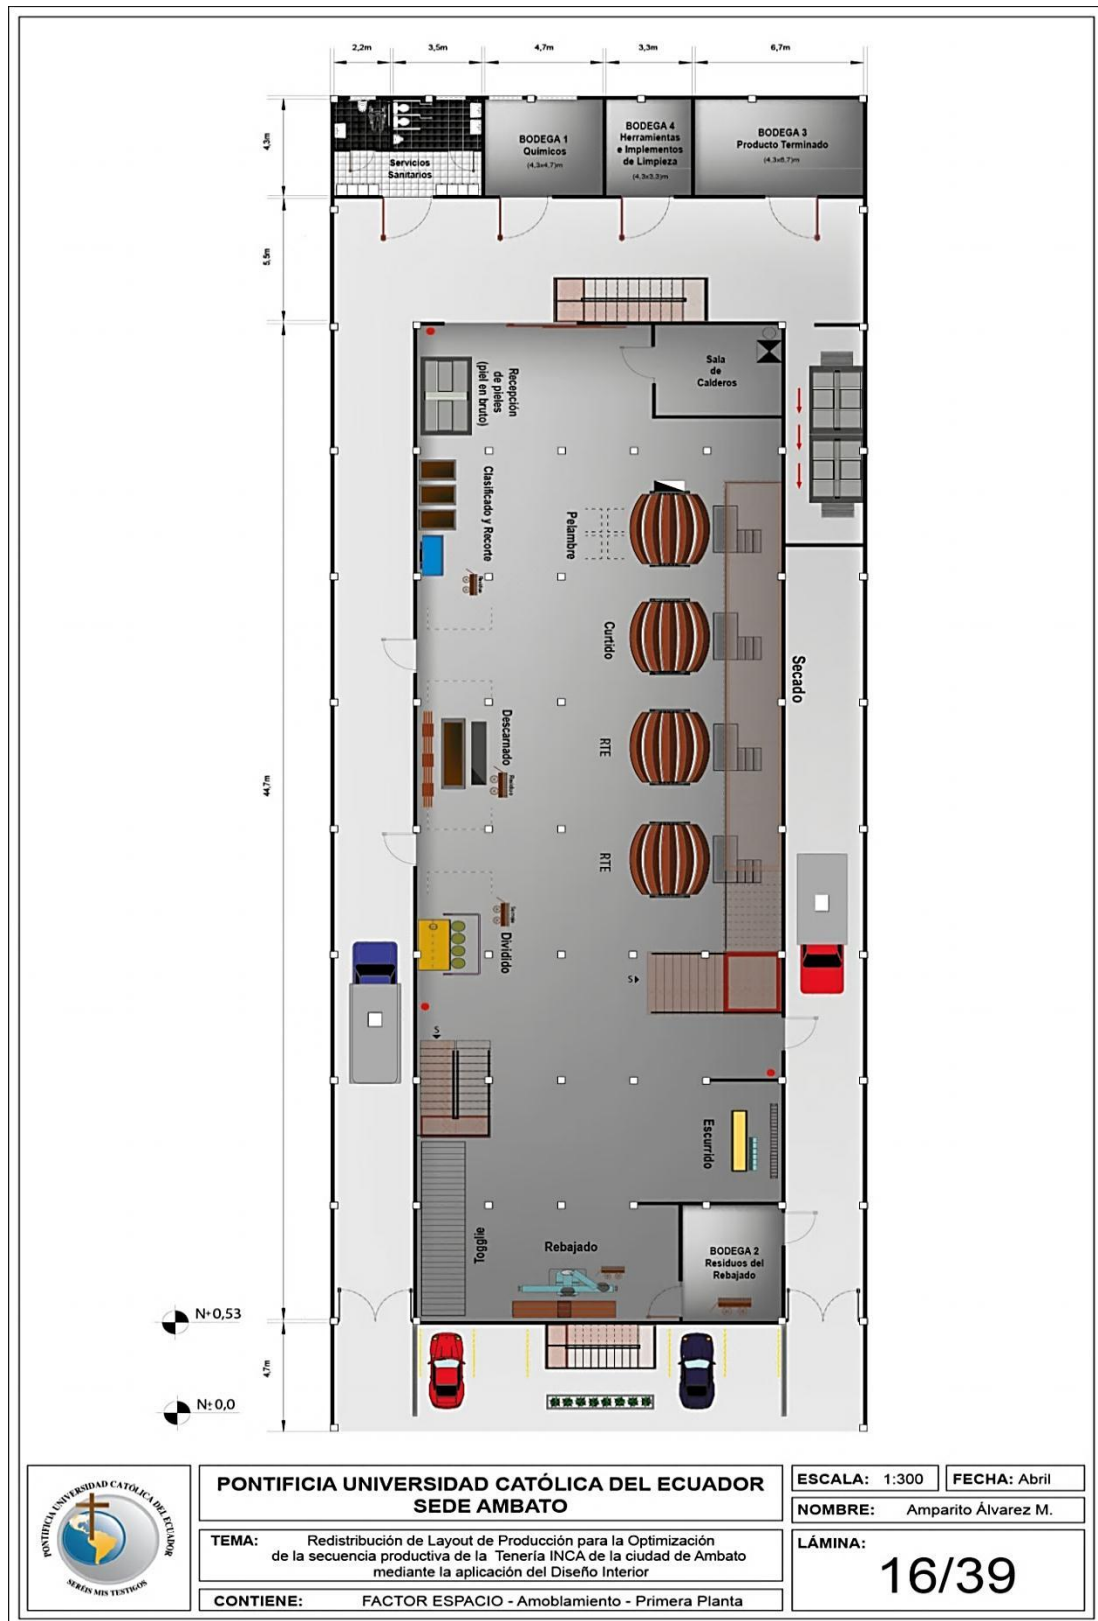 2,2m
3,5m
4,7m
3,3m
6,7m
4,3m
5,5m
44,7m
4,7m
Servicios
Sanitarios
BODEGA 1
Químicos
(4,3x4,7)m
BODEGA 4
Herramientas
e Implementos
de Limpieza
(4,3x3,3)m
BODEGA 3
Producto Terminado
(4,3x6,7)m
Recepción
de pieles
(piel en bruto)
Sala
de
Calderos
Clasificado y Recorte
Pelambre
Curtido
Secado
Descarnado
RTE
RTE
Dividido
S
S
Escurrido
Togglie
Rebajado
BODEGA 2
Residuos del
Rebajado
N+0,53
N±0,0
PONTIFICIA UNIVERSIDAD CATÓLICA DEL ECUADOR
SERÉIS MIS TESTIGOS
PONTIFICIA UNIVERSIDAD CATÓLICA DEL ECUADOR
SEDE AMBATO
TEMA: Redistribución de Layout de Producción para la Optimización
de la secuencia productiva de la Tenería INCA de la ciudad de Ambato
mediante la aplicación del Diseño Interior
CONTIENE: FACTOR ESPACIO - Amoblamiento - Primera Planta
ESCALA: 1:300
FECHA: Abril
NOMBRE: Amparito Álvarez M.
LÁMINA:
16/39